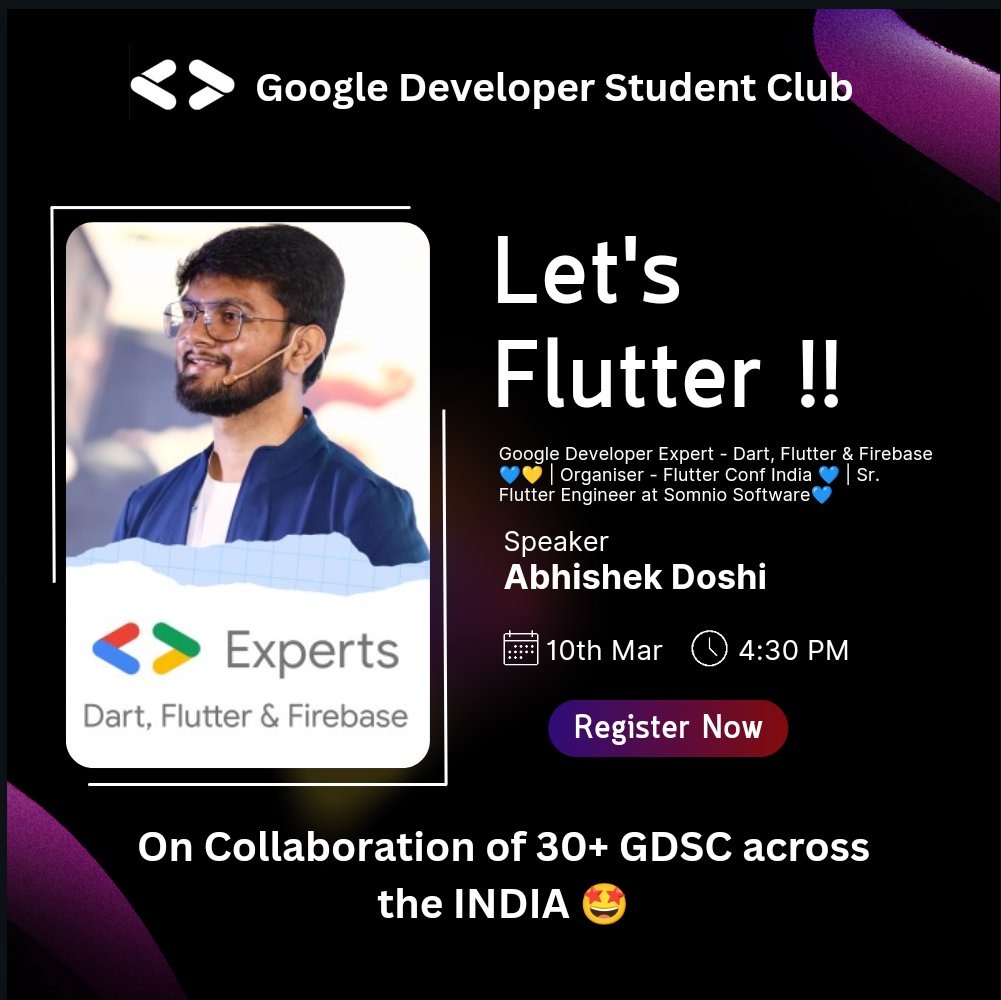 Google Developer Student Club
Let's
Flutter !!
Google Developer Expert - Dart, Flutter & Firebase
💙💛 | Organiser - Flutter Conf India 💙 | Sr.
Flutter Engineer at Somnio Software💙
Speaker
Abhishek Doshi
10th Mar 4:30 PM
Register Now
Experts
Dart, Flutter & Firebase
On Collaboration of 30+ GDSC across
the INDIA 🤩